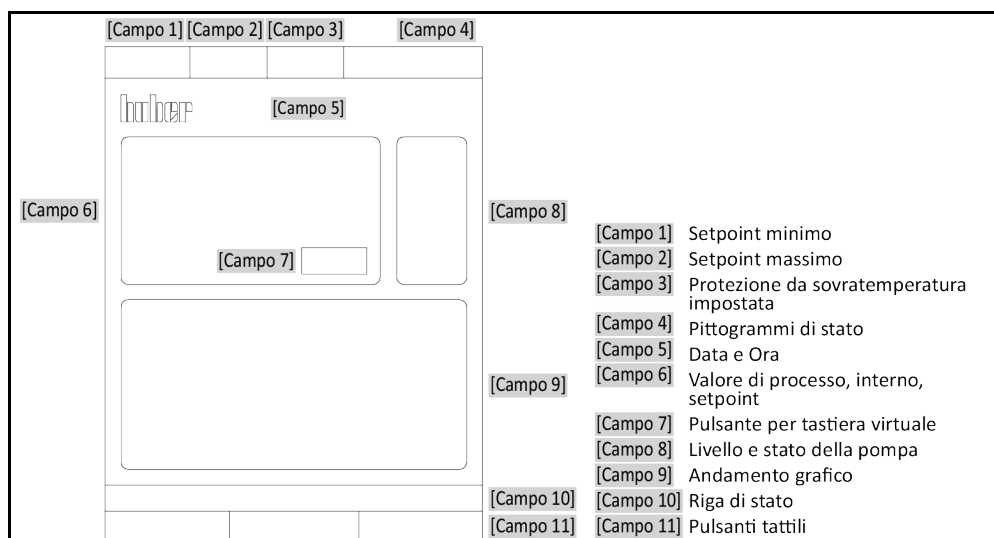 [Campo 1] [Campo 2] [Campo 3] [Campo 4]
huber
[Campo 5]
[Campo 6]
[Campo 7]
[Campo 8]
[Campo 9]
[Campo 10]
[Campo 11]
[Campo 1] Setpoint minimo
[Campo 2] Setpoint massimo
[Campo 3] Protezione da sovratemperatura
impostata
[Campo 4] Pittogrammi di stato
[Campo 5] Data e Ora
[Campo 6] Valore di processo, interno,
setpoint
[Campo 7] Pulsante per tastiera virtuale
[Campo 8] Livello e stato della pompa
[Campo 9] Andamento grafico
[Campo 10] Riga di stato
[Campo 11] Pulsanti tattili